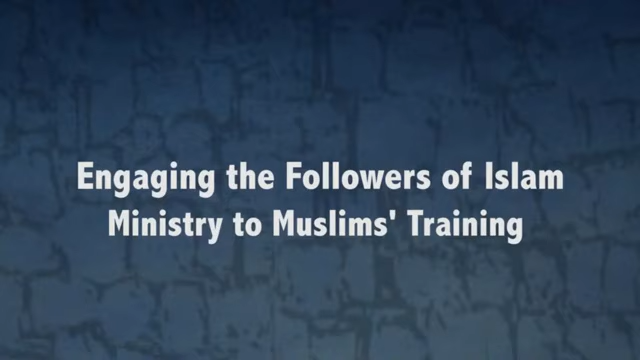 Engaging the Followers of Islam
Ministry to Muslims' Training